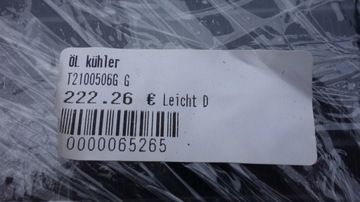 ÖL kühler
T2100506G G
222.26 € Leicht D
0000065265